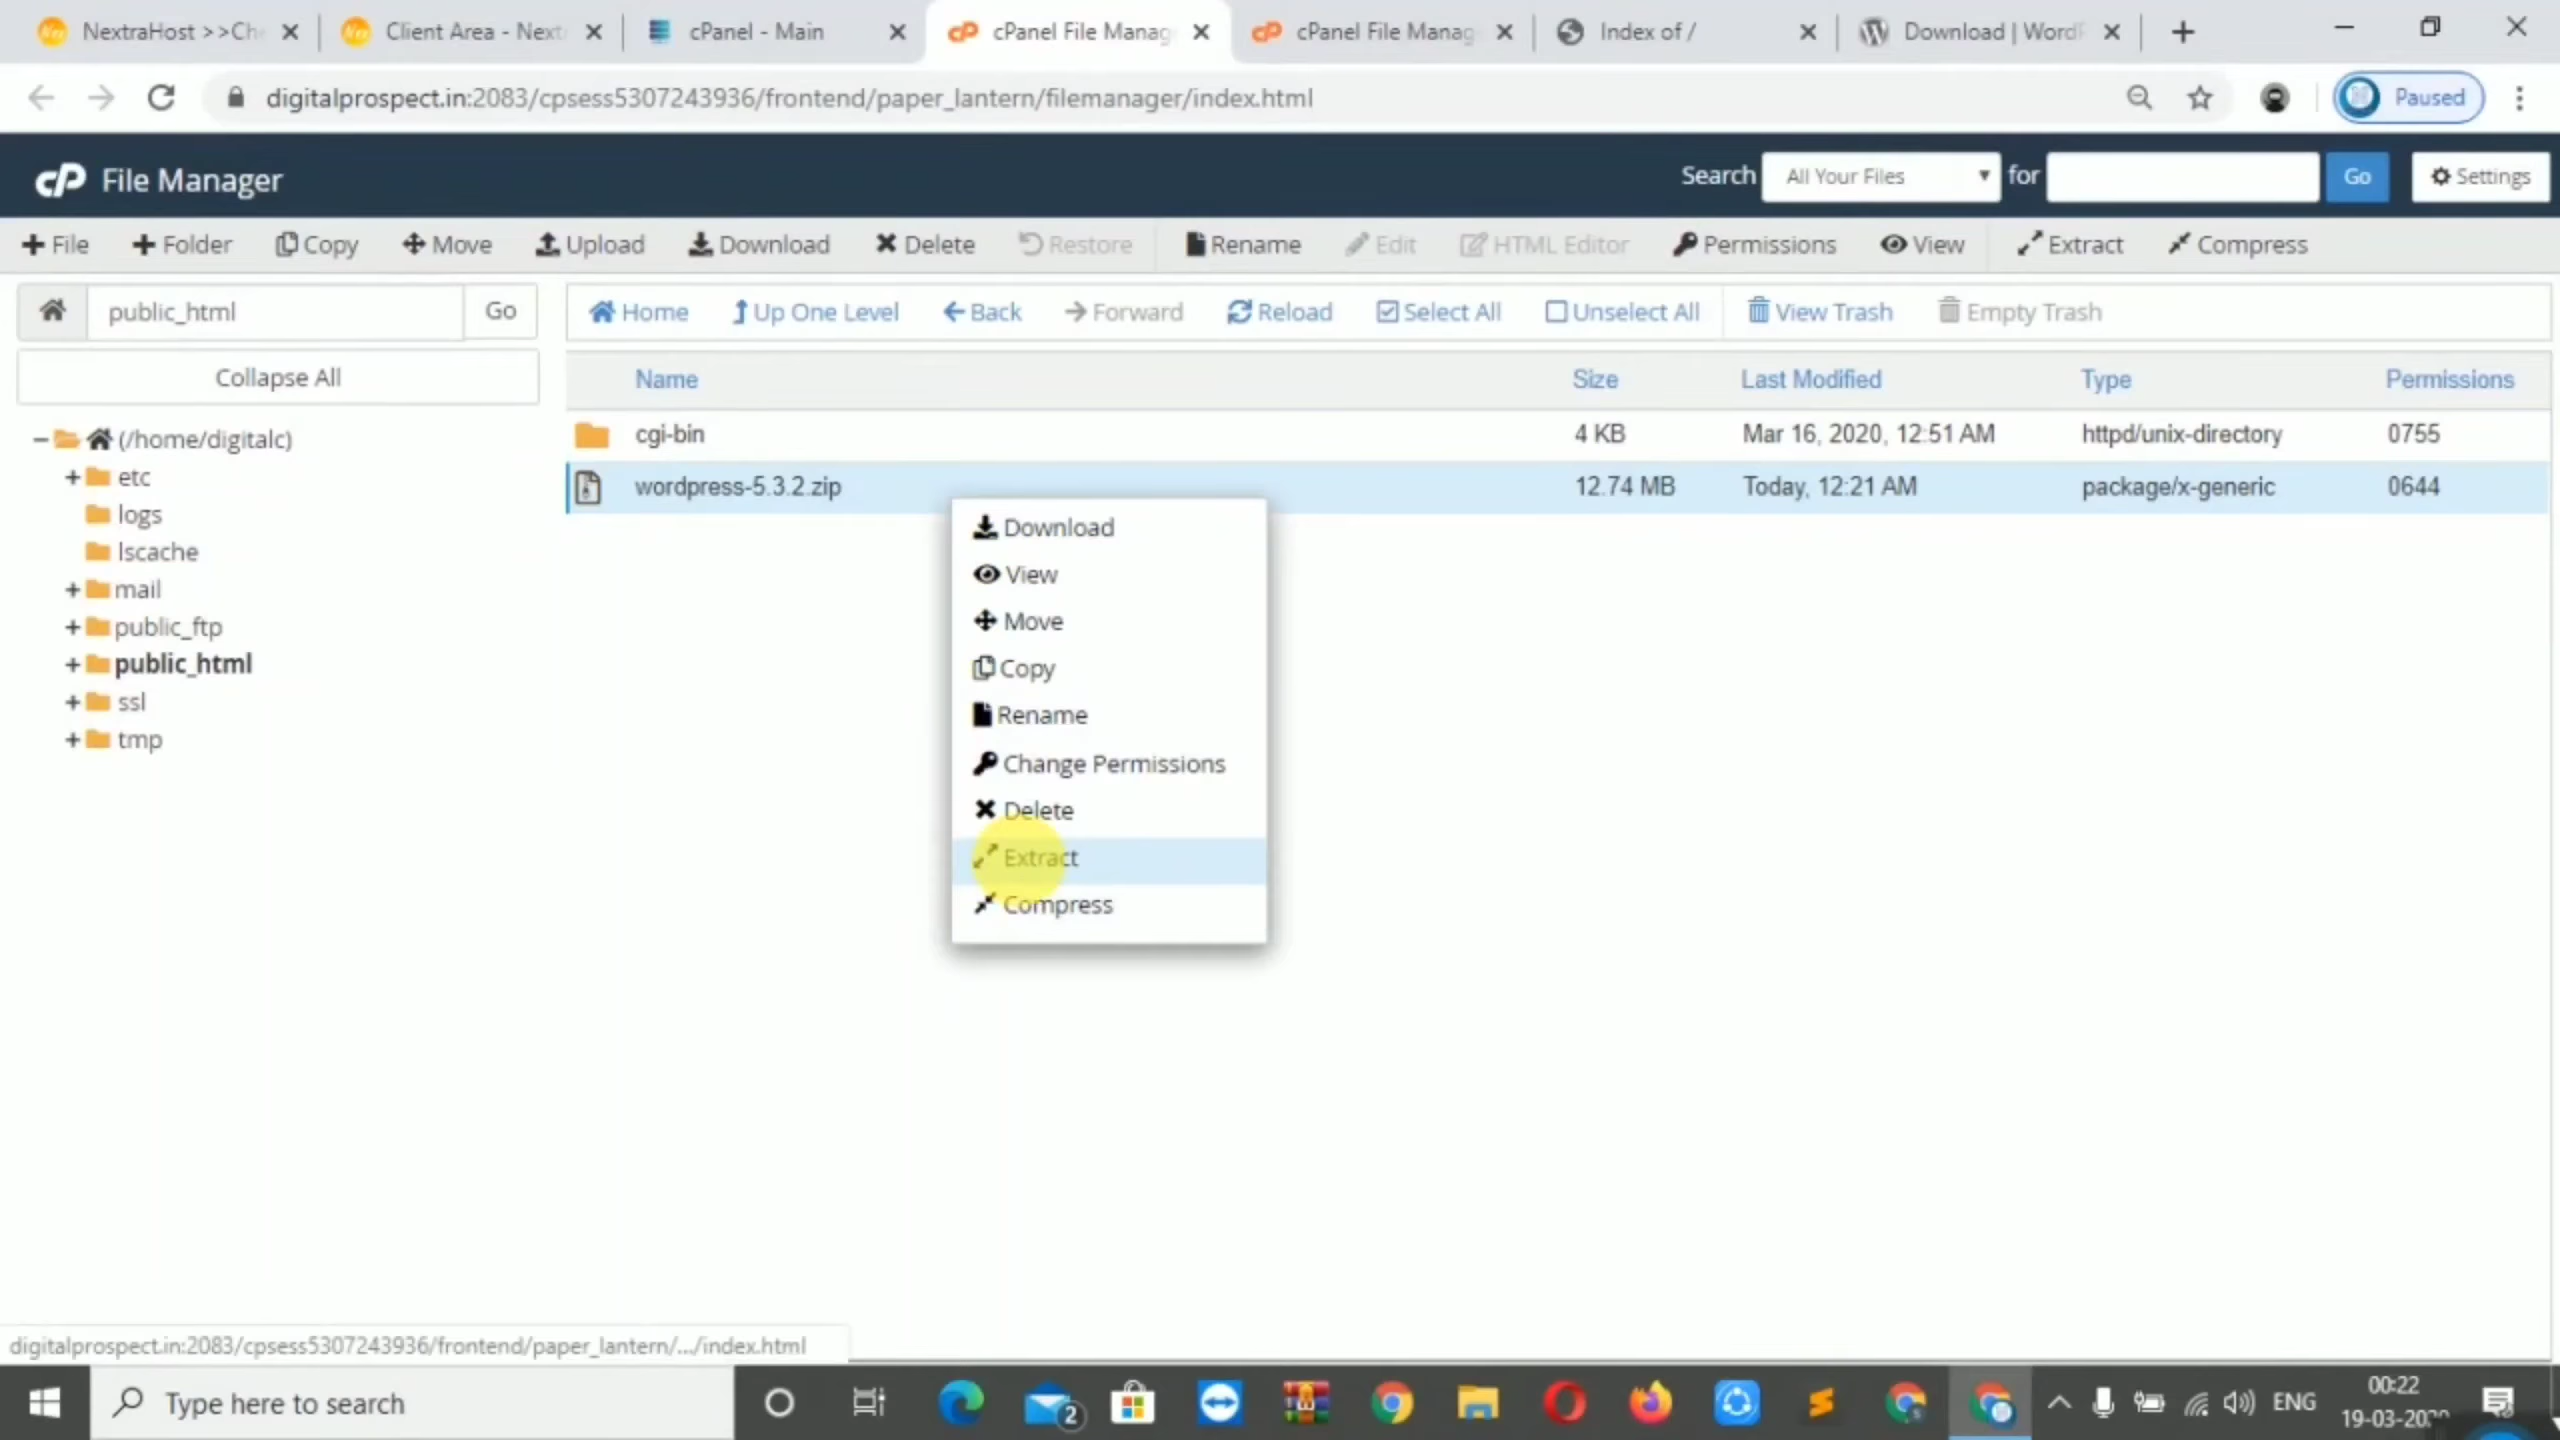 NextraHost >>Che
Client Area - Next
cPanel - Main
cPanel File Manag
cPanel File Manag
Index of /
Download | WordP
digitalprospect.in:2083/cpsess5307243936/frontend/paper_lantern/filemanager/index.html
Paused
cP File Manager
Search All Your Files for Go Settings
File Folder Copy Move Upload Download Delete Restore Rename Edit HTML Editor Permissions View Extract Compress
public_html Go
Home Up One Level Back Forward Reload Select All Unselect All View Trash Empty Trash
Collapse All
(/home/digitalc)
etc
logs
lscache
mail
public_ftp
public_html
ssl
tmp
Name Size Last Modified Type Permissions
cgi-bin 4 KB Mar 16, 2020, 12:51 AM httpd/unix-directory 0755
wordpress-5.3.2.zip 12.74 MB Today, 12:21 AM package/x-generic 0644
Download
View
Move
Copy
Rename
Change Permissions
Delete
Extract
Compress
digitalprospect.in:2083/cpsess5307243936/frontend/paper_lantern/.../index.html
Type here to search
2
ENG
00:22
19-03-20